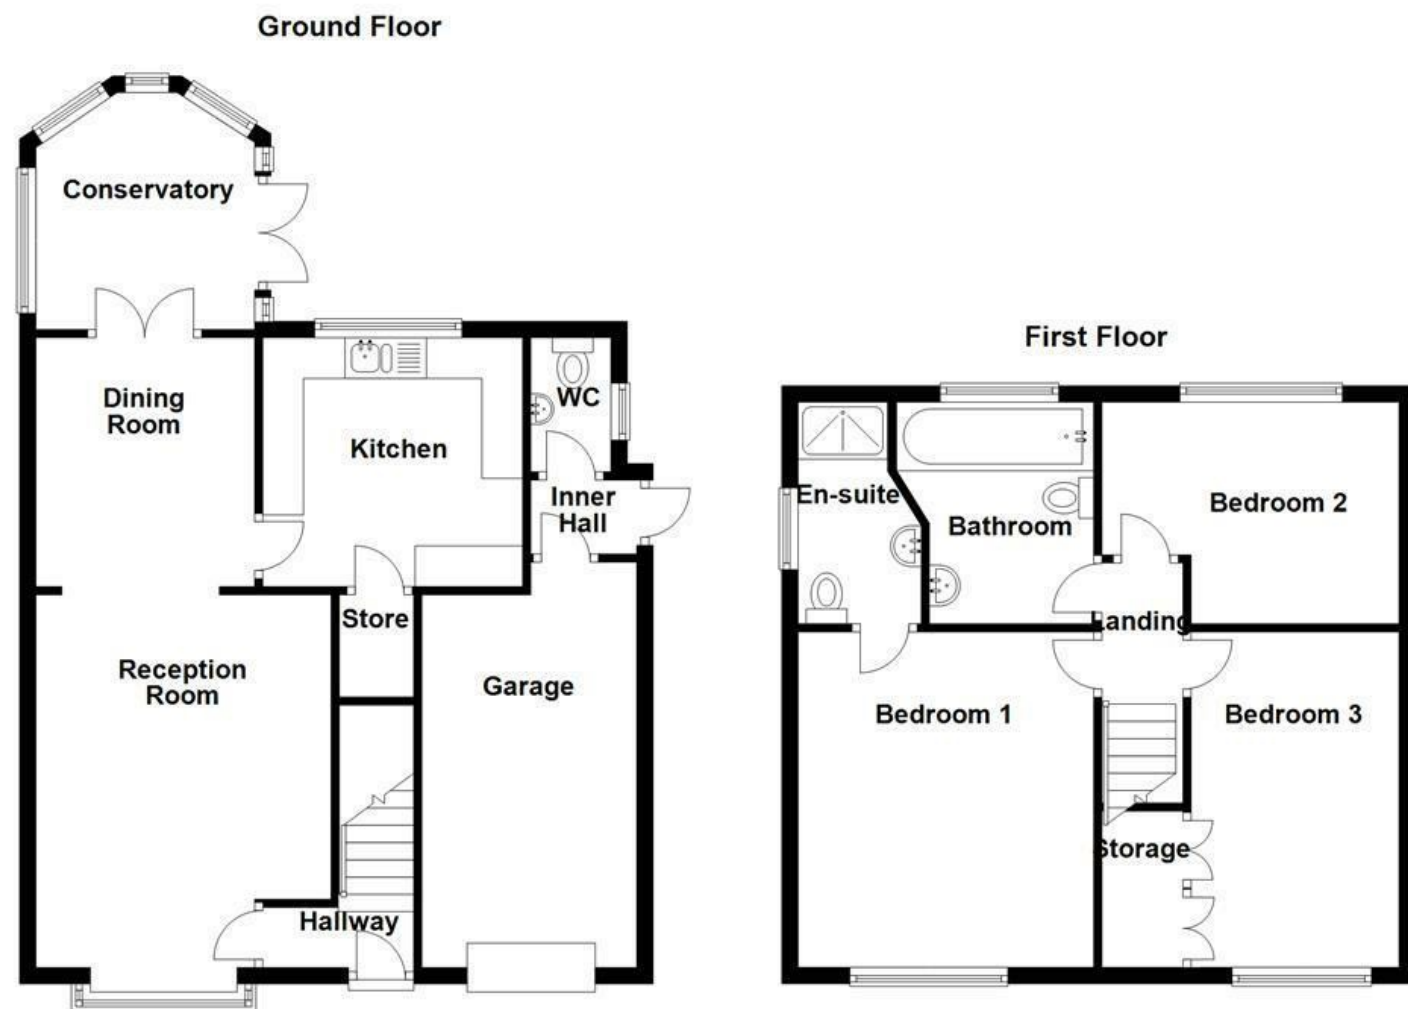 Ground Floor
Conservatory
Dining
Room
Kitchen
WC
Inner
Hall
Store
Reception
Room
Garage
Hallway
First Floor
En-suite
Bathroom
Bedroom 2
Landing
Bedroom 1
Bedroom 3
Storage